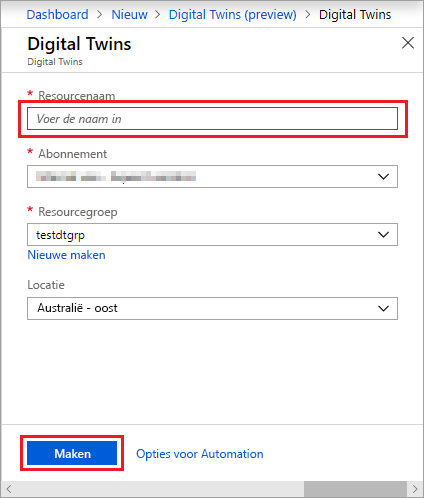 Dashboard > Nieuw > Digital Twins (preview) > Digital Twins
Digital Twins
Digital Twins
* Resourcenaam
Voer de naam in
* Abonnement
* Resourcegroep
testdtgrp
Nieuwe maken
Locatie
Australië - oost
Maken Opties voor Automation